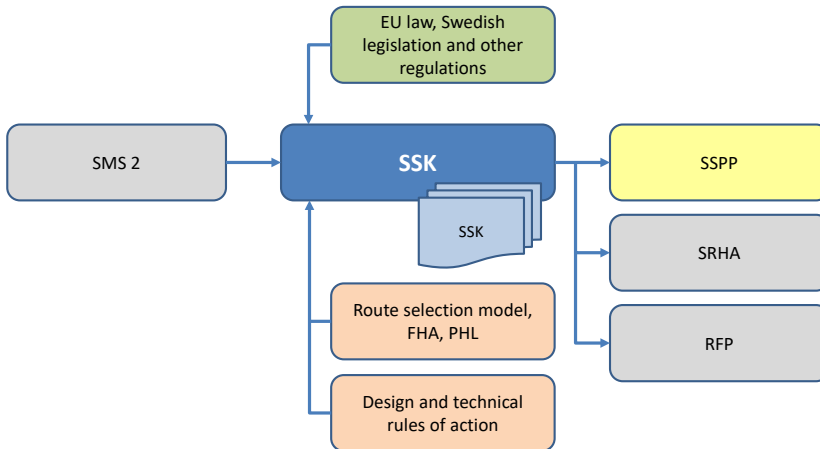 EU law, Swedish
legislation and other
regulations
SMS 2
SSK
SSPP
SSK
SRHA
Route selection model,
FHA, PHL
RFP
Design and technical
rules of action